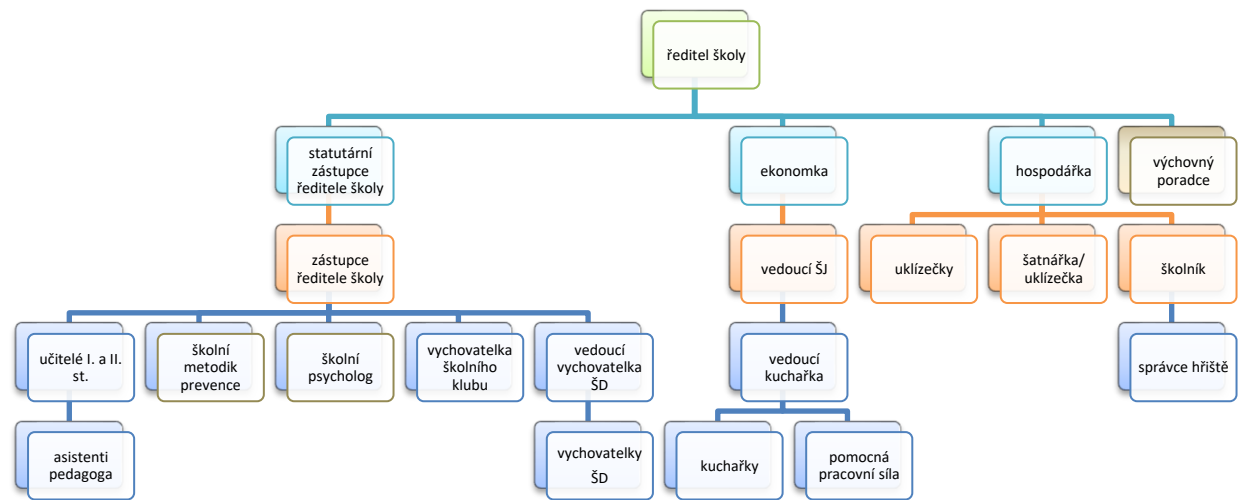 ředitel školy
statutární
zástupce
ředitele školy
ekonomka
hospodářka
výchovný
poradce
zástupce
ředitele školy
vedoucí ŠJ
uklízečky
šatnářka/
uklízečka
školník
učitelé I. a II.
st.
školní
metodik
prevence
školní
psycholog
vychovatelka
školního
klubu
vedoucí
vychovatelka
ŠD
vedoucí
kuchařka
správce hřiště
asistenti
pedagoga
vychovatelky
ŠD
kuchařky
pomocná
pracovní síla